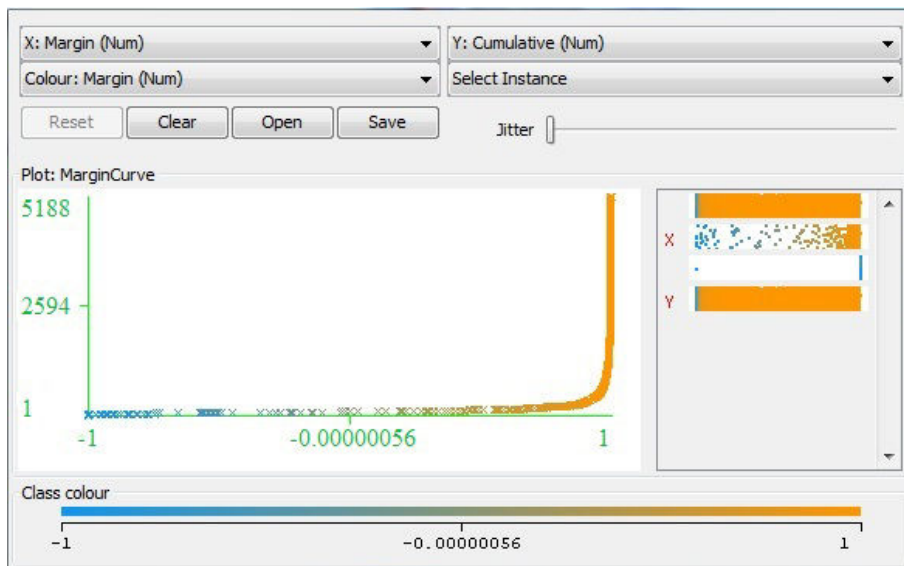 X: Margin (Num) Y: Cumulative (Num)
Colour: Margin (Num) Select Instance
Reset Clear Open Save Jitter
Plot: MarginCurve
5188
X
2594
Y
1
-1 -0.00000056 1
Class colour
-1 -0.00000056 1